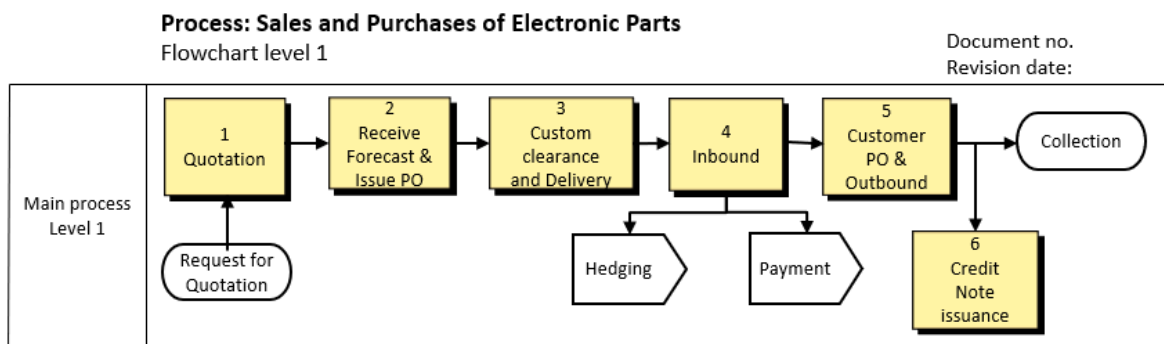 Process: Sales and Purchases of Electronic Parts
Flowchart level 1
Document no.
Revision date:
Main process
Level 1
1
Quotation
2
Receive
Forecast &
Issue PO
3
Custom
clearance
and Delivery
4
Inbound
5
Customer
PO &
Outbound
Collection
Request for
Quotation
Hedging
Payment
6
Credit
Note
issuance